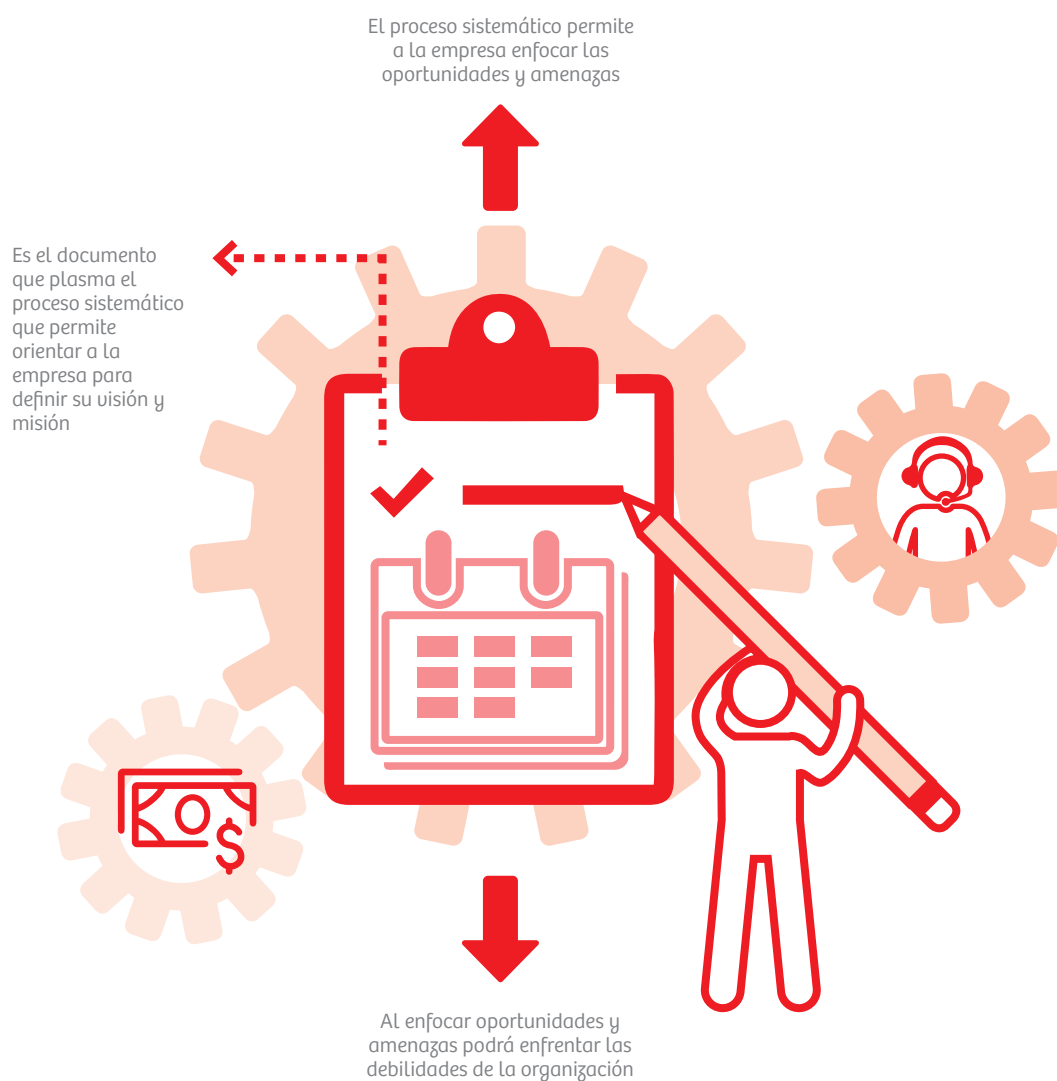 El proceso sistemático permite
a la empresa enfocar las
oportunidades y amenazas
Es el documento
que plasma el
proceso sistemático
que permite
orientar a la
empresa para
definir su visión y
misión
$
Al enfocar oportunidades y
amenazas podrá enfrentar las
debilidades de la organización